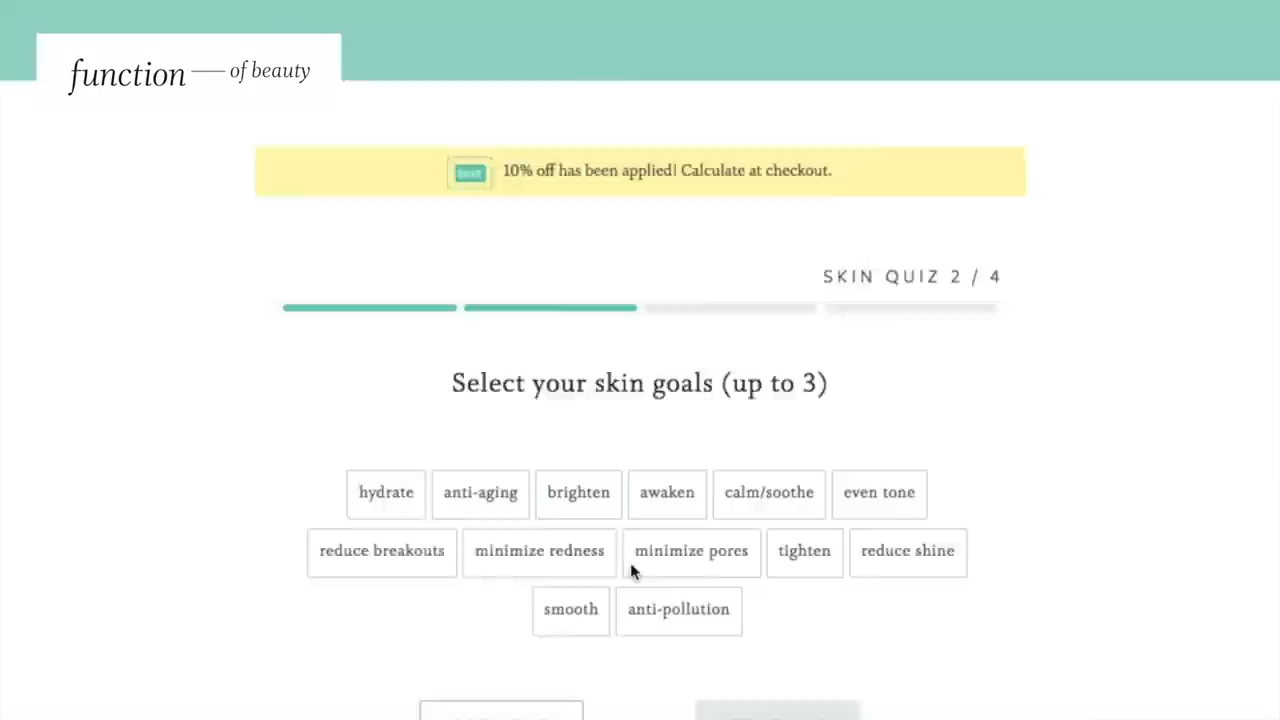 function — of beauty
10% off has been applied! Calculate at checkout.
SKIN QUIZ 2 / 4
Select your skin goals (up to 3)
hydrate anti-aging brighten awaken calm/soothe even tone
reduce breakouts minimize redness minimize pores tighten reduce shine
smooth anti-pollution